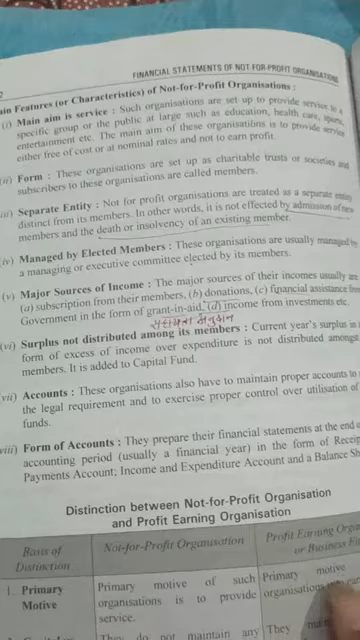 2
FINANCIAL STATEMENTS OF NOT-FOR-PROFIT ORGANISATIONS
ain Features (or Characteristics) of Not-for-Profit Organisations :
(i) Main aim is service : Such organisations are set up to provide service to a
specific group or the public at large such as education, health care, sports,
entertainment etc. The main aim of these organisations is to provide service
either free of cost or at nominal rates and not to earn profit.
(ii) Form : These organisations are set up as charitable trusts or societies and
subscribers to these organisations are called members.
(iii) Separate Entity : Not for profit organisations are treated as a separate entity
distinct from its members. In other words, it is not effected by admission of new
members and the death or insolvency of an existing member.
(iv) Managed by Elected Members : These organisations are usually managed by
a managing or executive committee elected by its members.
(v) Major Sources of Income : The major sources of their incomes usually are
(a) subscription from their members, (b) donations, (c) financial assistance from
Government in the form of grant-in-aid, (d) income from investments etc.
अनुदान
(vi) Surplus not distributed among its members : Current year's surplus in the
form of excess of income over expenditure is not distributed amongst
members. It is added to Capital Fund.
vii) Accounts : These organisations also have to maintain proper accounts to
the legal requirement and to exercise proper control over utilisation of
funds.
viii) Form of Accounts : They prepare their financial statements at the end of
accounting period (usually a financial year) in the form of Receip
Payments Account; Income and Expenditure Account and a Balance Sh
Distinction between Not-for-Profit Organisation
and Profit Earning Organisation
Basis of Distinction
Not-for-Profit Organisation
Profit Earning Orga
or Business En
1. Primary Motive
Primary motive of such
organisations is to provide
service.
Primary motive
organisations
They do not maintain any
They